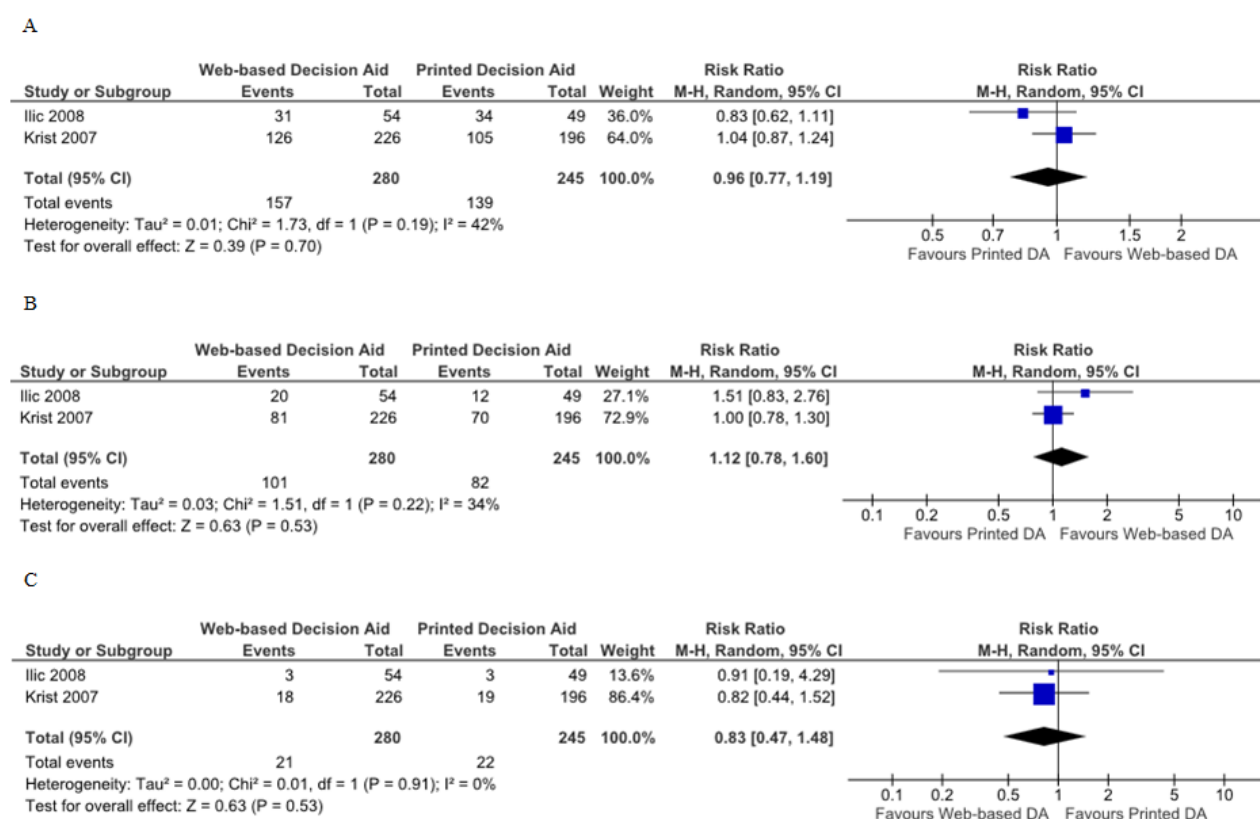 A
Web-based Decision Aid Printed Decision Aid Risk Ratio Risk Ratio
Study or Subgroup Events Total Events Total Weight M-H, Random, 95% CI M-H, Random, 95% CI
Ilic 2008 31 54 34 49 36.0% 0.83 [0.62, 1.11]
Krist 2007 126 226 105 196 64.0% 1.04 [0.87, 1.24]
Total (95% CI) 280 245 100.0% 0.96 [0.77, 1.19]
Total events 157 139
Heterogeneity: Tau² = 0.01; Chi² = 1.73, df = 1 (P = 0.19); I² = 42%
Test for overall effect: Z = 0.39 (P = 0.70)
0.5 0.7 1 1.5 2
Favours Printed DA Favours Web-based DA
B
Web-based Decision Aid Printed Decision Aid Risk Ratio Risk Ratio
Study or Subgroup Events Total Events Total Weight M-H, Random, 95% CI M-H, Random, 95% CI
Ilic 2008 20 54 12 49 27.1% 1.51 [0.83, 2.76]
Krist 2007 81 226 70 196 72.9% 1.00 [0.78, 1.30]
Total (95% CI) 280 245 100.0% 1.12 [0.78, 1.60]
Total events 101 82
Heterogeneity: Tau² = 0.03; Chi² = 1.51, df = 1 (P = 0.22); I² = 34%
Test for overall effect: Z = 0.63 (P = 0.53)
0.1 0.2 0.5 1 2 5 10
Favours Printed DA Favours Web-based DA
C
Web-based Decision Aid Printed Decision Aid Risk Ratio Risk Ratio
Study or Subgroup Events Total Events Total Weight M-H, Random, 95% CI M-H, Random, 95% CI
Ilic 2008 3 54 3 49 13.6% 0.91 [0.19, 4.29]
Krist 2007 18 226 19 196 86.4% 0.82 [0.44, 1.52]
Total (95% CI) 280 245 100.0% 0.83 [0.47, 1.48]
Total events 21 22
Heterogeneity: Tau² = 0.00; Chi² = 0.01, df = 1 (P = 0.91); I² = 0%
Test for overall effect: Z = 0.63 (P = 0.53)
0.1 0.2 0.5 1 2 5 10
Favours Web-based DA Favours Printed DA